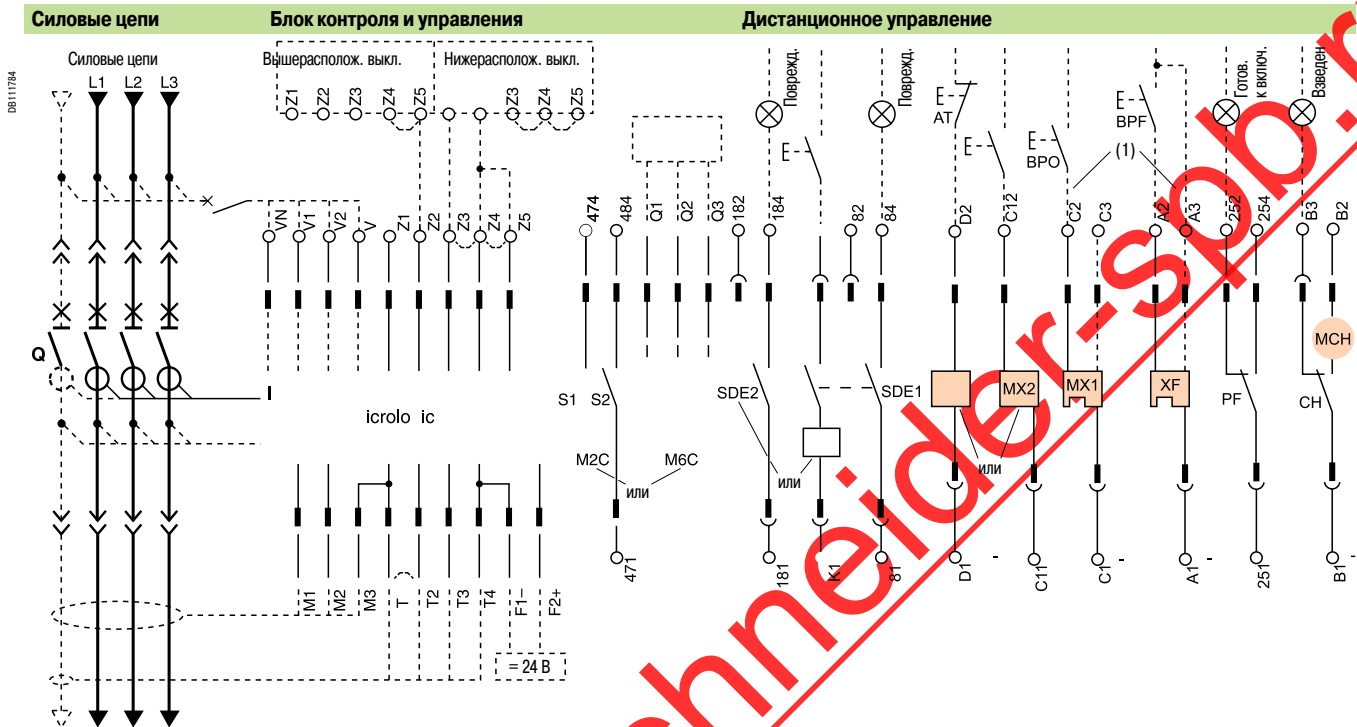 Силовые цепи
Блок контроля и управления
Дистанционное управление
DB111784
Силовые цепи
L1 L2 L3
Вышерасполож. выкл.
Нижерасполож. выкл.
Z1 Z2 Z3 Z4 Z5
Z3 Z4 Z5
Поврежд.
Поврежд.
Готов. к включ.
Взведен
E AT
E
E
E BPO
E BPF
(1)
VN V1 V2 V Z1 Z2 Z3 Z4 Z5
474 484 Q1 Q2 Q3 182 184 82 84 D2 C12 C2 C3 A2 A3 252 254 B3 B2
Q
I
icrolo ic
S1 S2
M2C
M6C
или
SDE2
или
SDE1
MX2
или
MX1
XF
PF
CH
MCH
M1 M2 M3 T T2 T3 T4 F1– F2+
= 24 В
471 181 K1 81 D1 - C11 C1 - A1 - 251 B1 -
schneider-spb.r